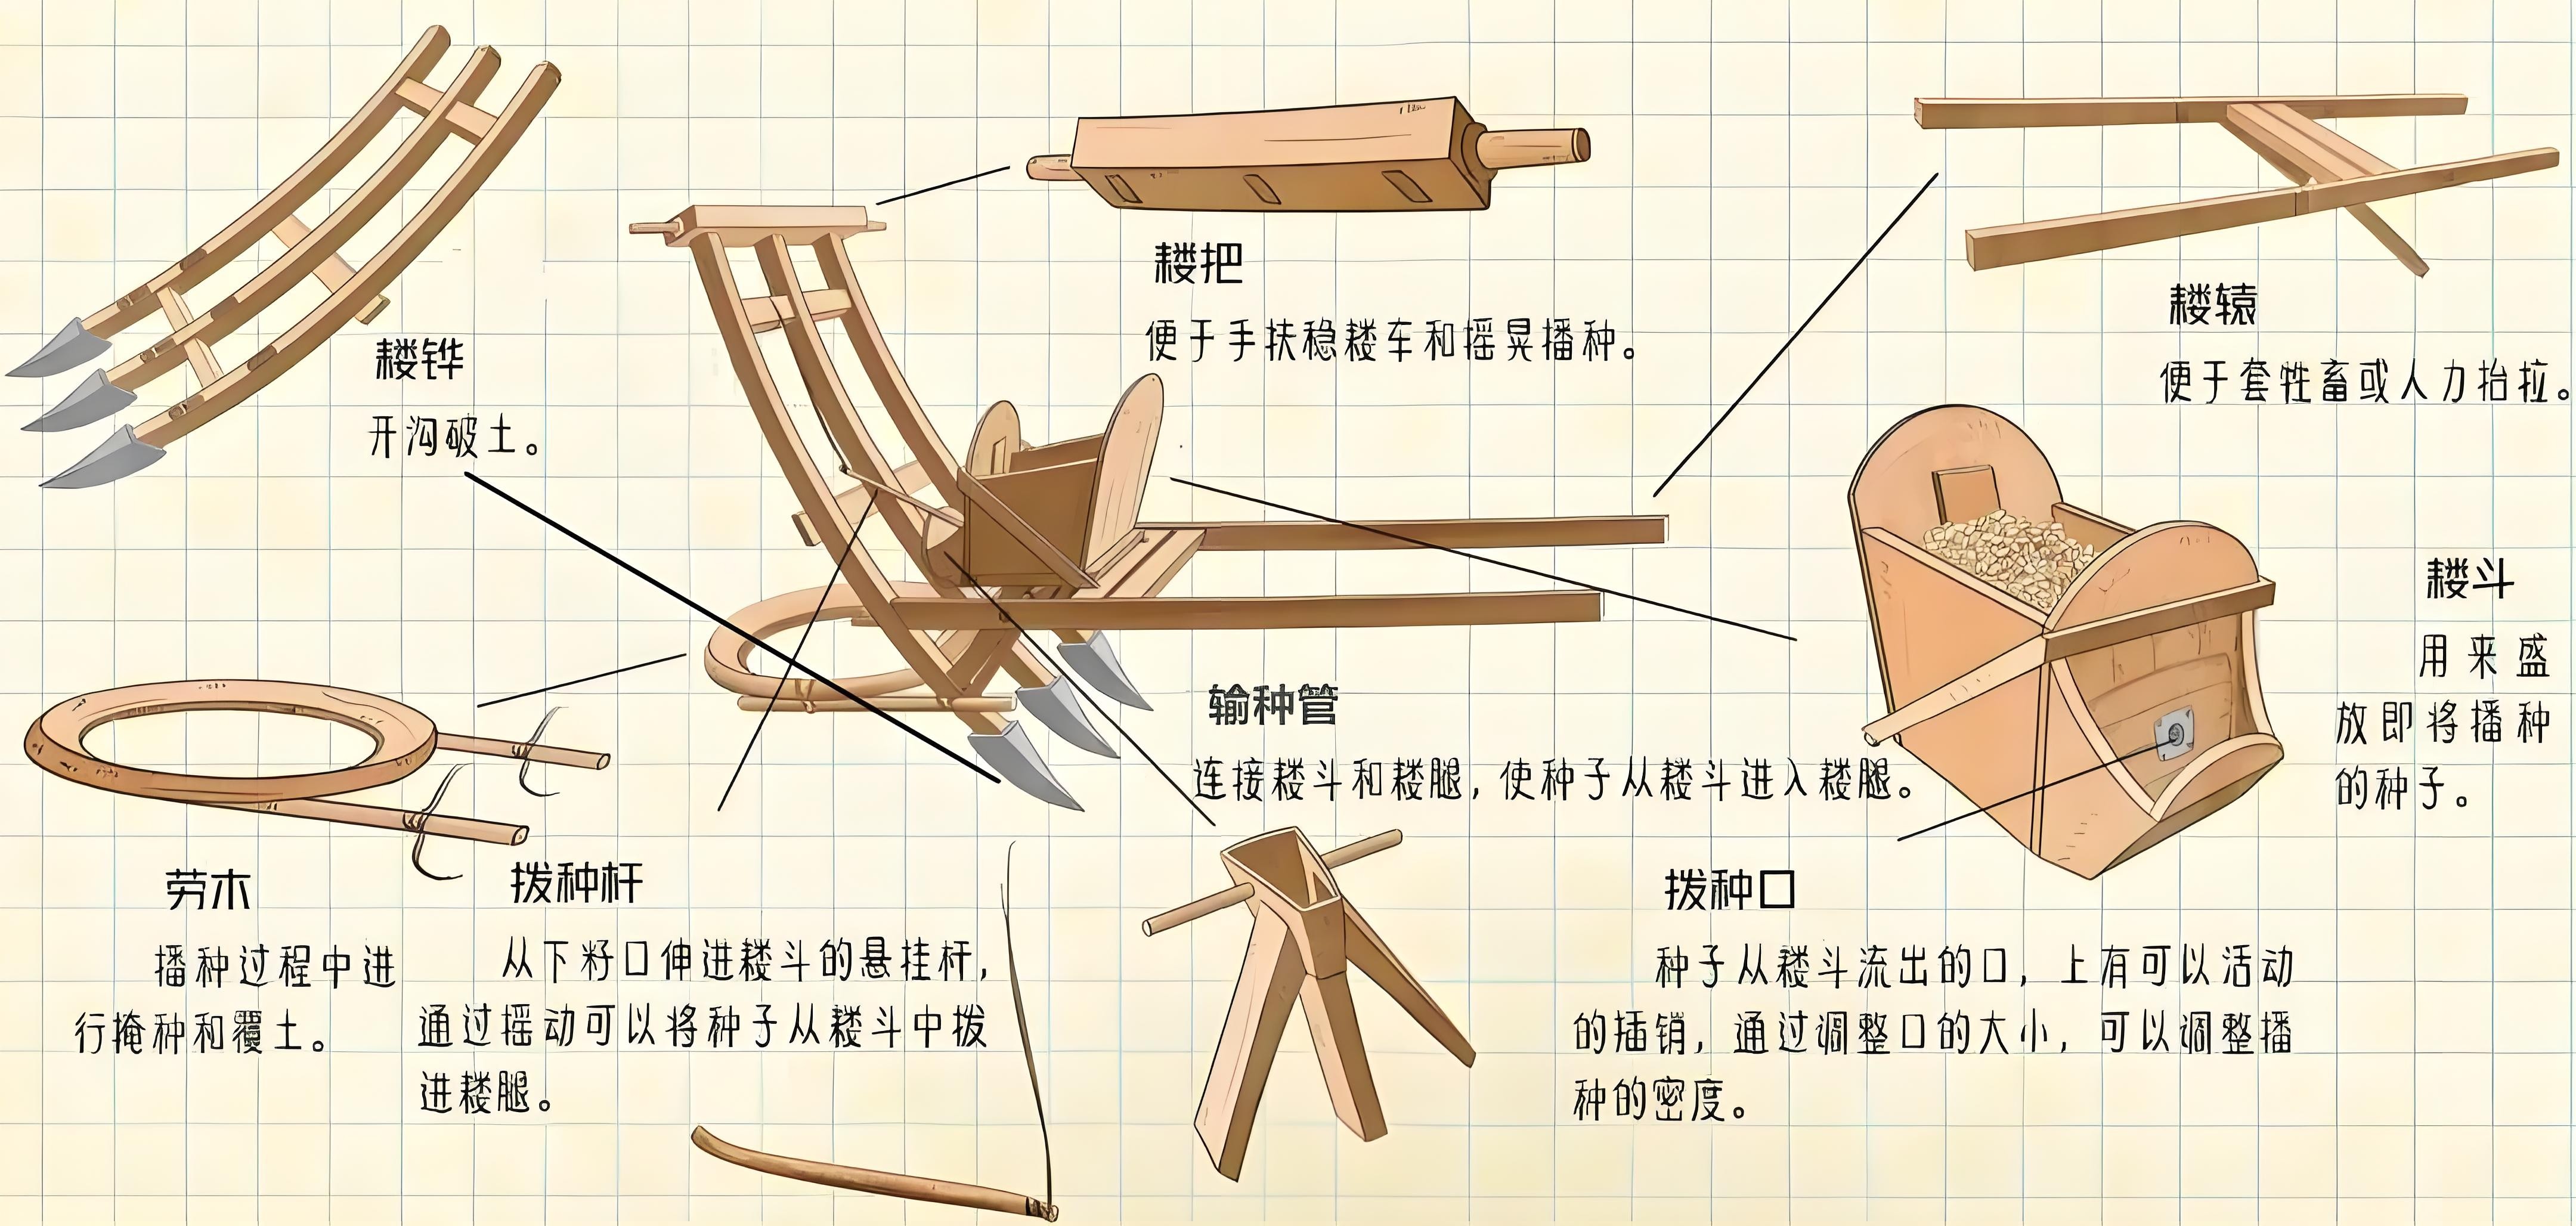 耧铧
开沟破土。
耧把
便于手扶稳耧车和摇晃播种。
耧辕
便于套牲畜或人力抬拉。
耧斗
用来盛
放即将播种
的种子。
输种管
连接耧斗和耧腿，使种子从耧斗进入耧腿。
劳木
播种过程中进
行掩种和覆土。
拨种杆
从下籽口伸进耧斗的悬挂杆，
通过摇动可以将种子从耧斗中拨
进耧腿。
拨种口
种子从耧斗流出的口，上有可以活动
的插销，通过调整口的大小，可以调整播
种的密度。